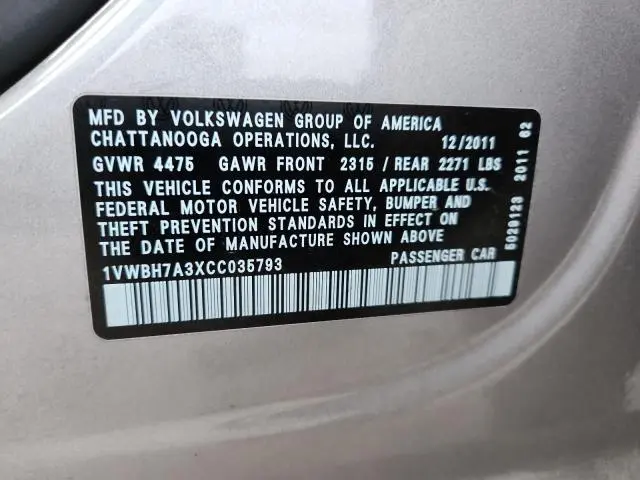 MFD BY VOLKSWAGEN GROUP OF AMERICA
CHATTANOOGA OPERATIONS, LLC. 12/2011
GVWR 4475 GAWR FRONT 2315 / REAR 2271 LBS
THIS VEHICLE CONFORMS TO ALL APPLICABLE U.S.
FEDERAL MOTOR VEHICLE SAFETY, BUMPER AND
THEFT PREVENTION STANDARDS IN EFFECT ON
THE DATE OF MANUFACTURE SHOWN ABOVE
1VWBH7A3XCC035793 PASSENGER CAR
5020123 2011 02